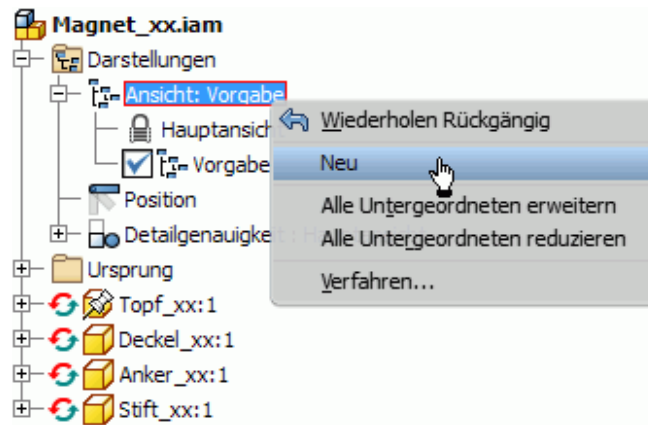 Magnet_xx.iam
Darstellungen
Ansicht: Vorgabe
Wiederholen Rückgängig
Hauptansich
Neu
Vorgabe
Position
Alle Untergeordneten erweitern
Detailgenauigkei
Alle Untergeordneten reduzieren
Ursprung
Verfahren...
Topf_xx:1
Deckel_xx:1
Anker_xx:1
Stift_xx:1